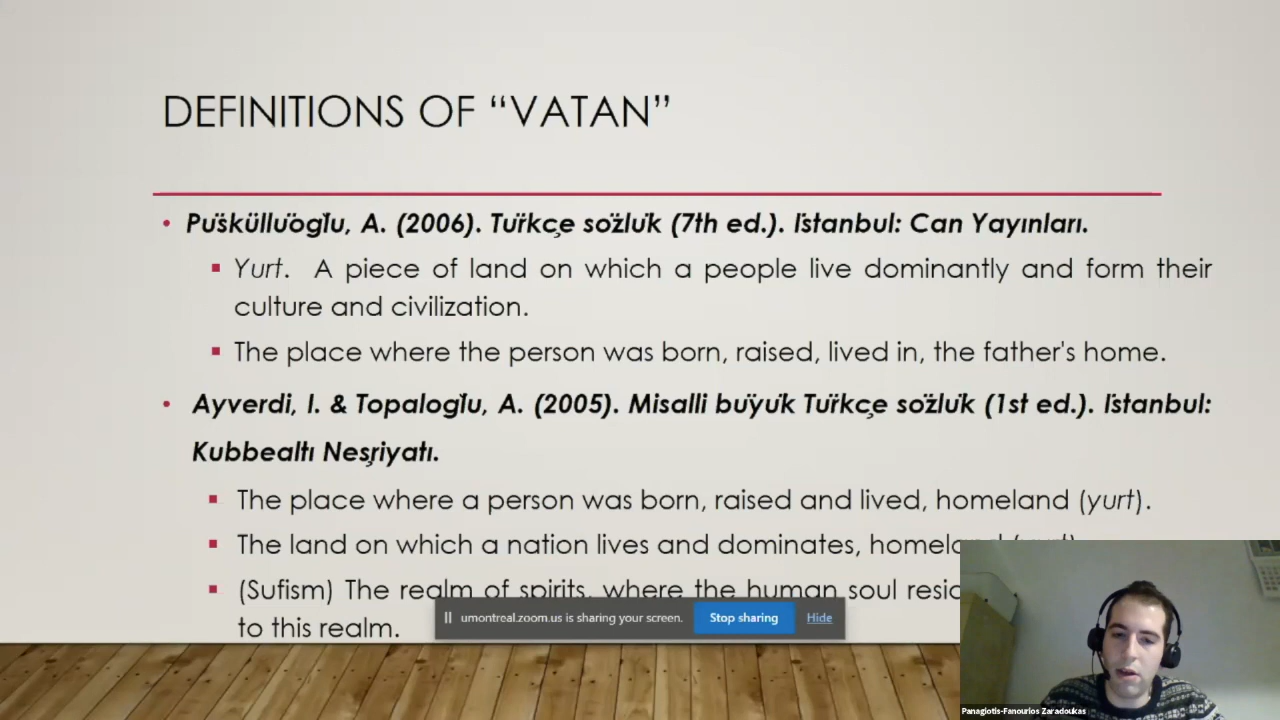 DEFINITIONS OF “VATAN”
• Püskülluöğlu, A. (2006). Türkçe sözlük (7th ed.). İstanbul: Can Yayınları.
▪ Yurt. A piece of land on which a people live dominantly and form their
culture and civilization.
▪ The place where the person was born, raised, lived in, the father's home.
• Ayverdi, I. & Topaloğlu, A. (2005). Misalli büyük Türkçe sözlük (1st ed.). İstanbul:
Kubbealtı Neşriyatı.
▪ The place where a person was born, raised and lived, homeland (yurt).
▪ The land on which a nation lives and dominates, homeland (yurt)
▪ (Sufism) The realm of spirits, where the human soul
to this realm.
umontreal.zoom.us is sharing your screen. Stop sharing Hide
Panagiotis-Fanourios Zaradoukas